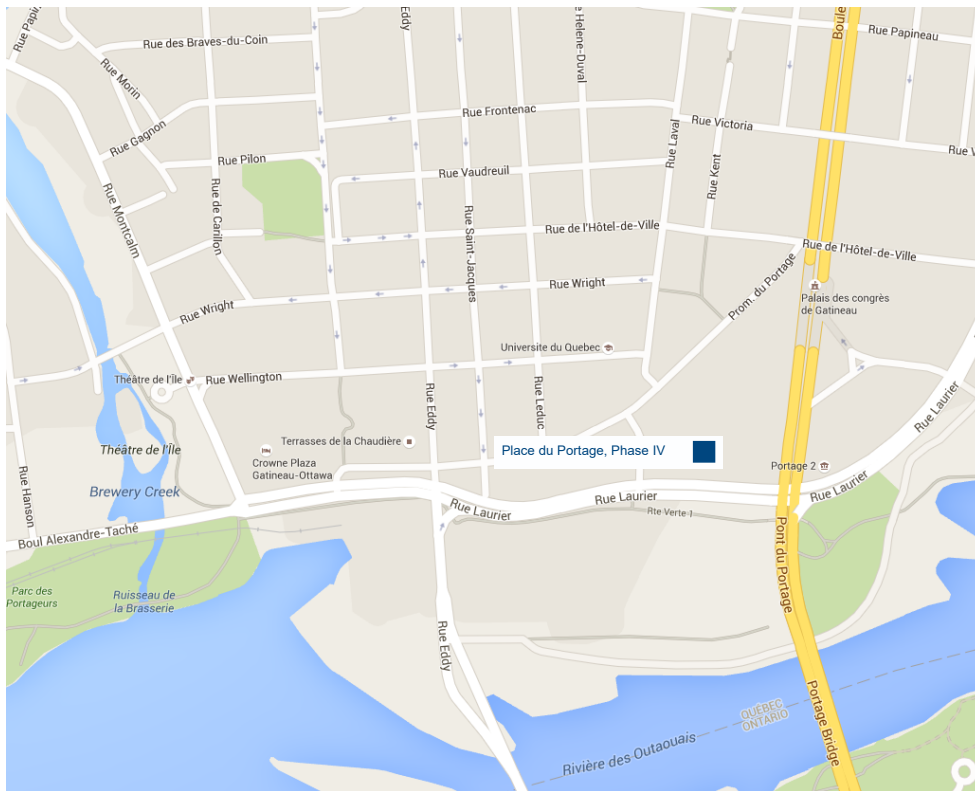 Rue Papin
Eddy
e Helene-Duval
Boule
Rue Papineau
Rue des Braves-du-Coin
Rue Morin
Rue Gagnon
Rue Frontenac
Rue Victoria
Rue V
Rue Pilon
Rue Vaudreuil
Rue Laval
Rue Kent
Rue Montcalm
Rue de Carillon
Rue Saint-Jacques
Rue de l'Hôtel-de-Ville
Rue de l'Hôtel-de-Ville
Rue Wright
Rue Wright
Prom. du Portage
Palais des congrès
de Gatineau
Universite du Quebec
Théâtre de l'Île
Rue Wellington
Rue Eddy
Rue Leduc
Rue Laurier
Théâtre de l'Île
Terrasses de la Chaudière
Crowne Plaza
Gatineau-Ottawa
Place du Portage, Phase IV
Portage 2
Rue Hanson
Brewery Creek
Rue Laurier
Rue Laurier
Rue Laurier
Rte Verte 1
Boul Alexandre-Taché
Pont du Portage
Parc des
Portageurs
Ruisseau de
la Brasserie
Rue Eddy
QUÉBEC
ONTARIO
Portage Bridge
Rivière des Outaouais